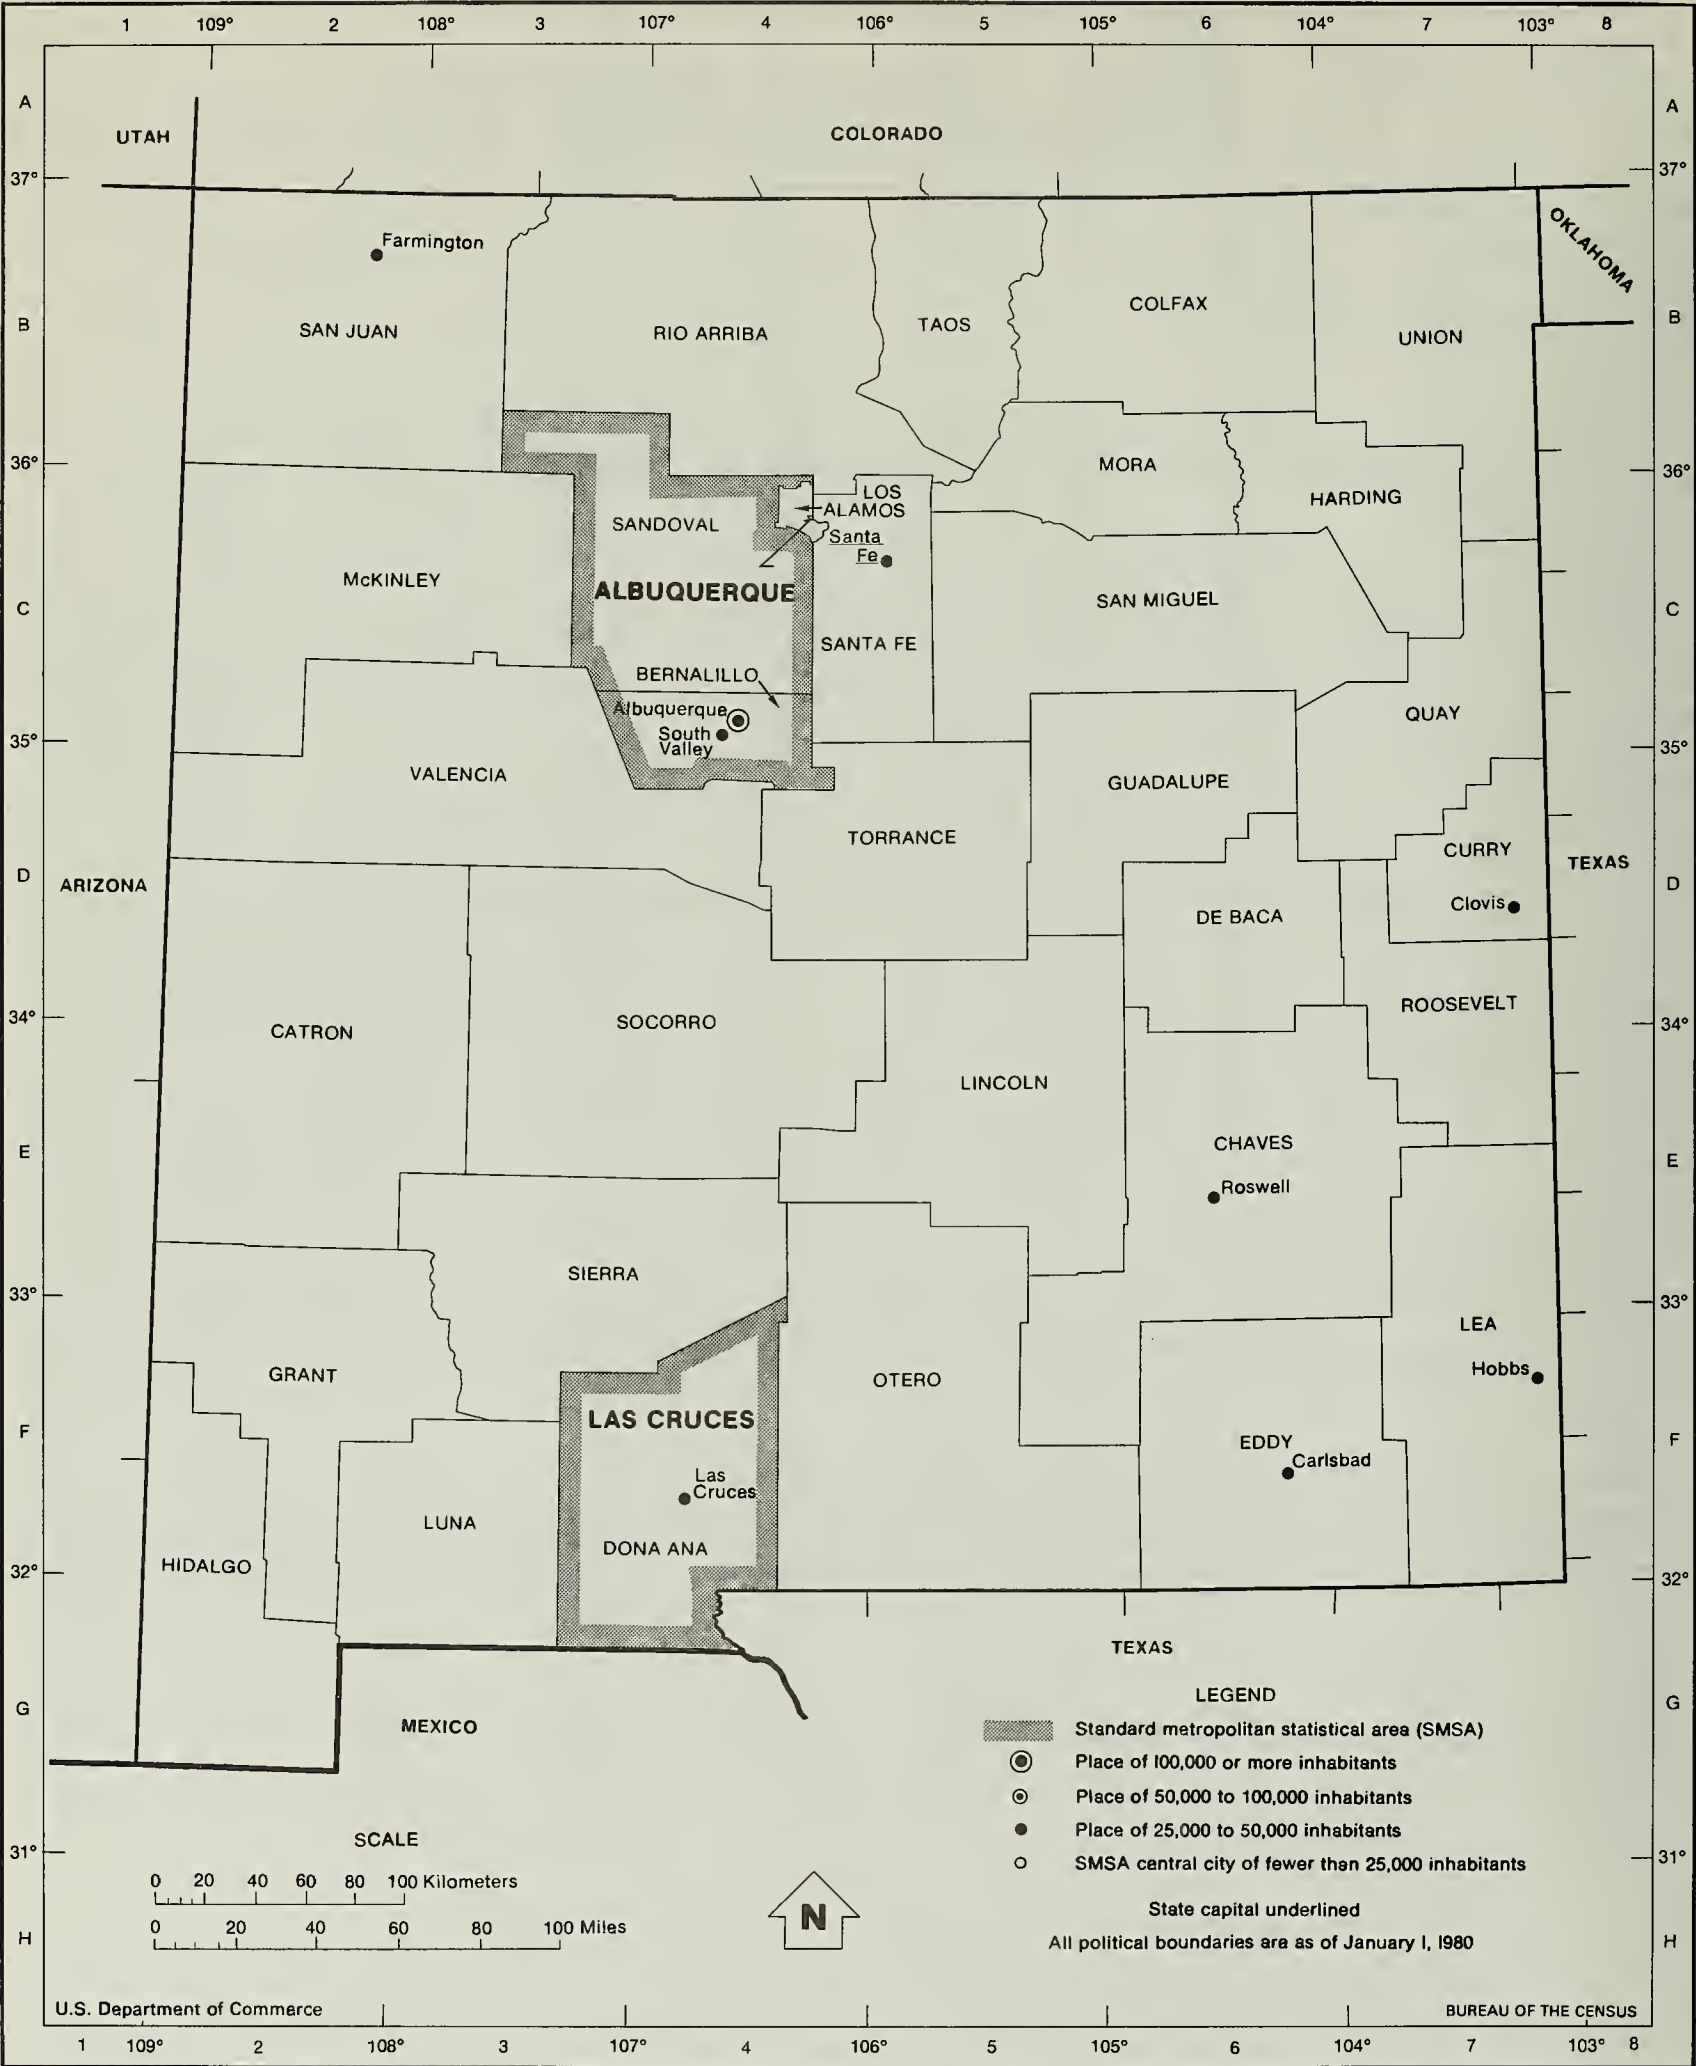 1 109° 2 108° 3 107° 4 106° 5 105° 6 104° 7 103° 8
A A
UTAH COLORADO
37° 37°
OKLAHOMA
Farmington
B B
SAN JUAN RIO ARRIBA TAOS COLFAX UNION
36° 36°
MORA
HARDING
LOS
ALAMOS
SANDOVAL
Santa
Fe
McKINLEY
ALBUQUERQUE
SAN MIGUEL
C C
SANTA FE
BERNALILLO
Albuquerque
South
Valley
QUAY
35° 35°
VALENCIA
GUADALUPE
TORRANCE
CURRY
TEXAS
D D
ARIZONA
Clovis
DE BACA
ROOSEVELT
34° 34°
CATRON SOCORRO
LINCOLN
CHAVES
E E
Roswell
SIERRA
33° 33°
LEA
Hobbs
GRANT
OTERO
LAS CRUCES
F F
EDDY
Carlsbad
Las
Cruces
LUNA
DONA ANA
HIDALGO
32° 32°
TEXAS
G G
MEXICO
LEGEND
Standard metropolitan statistical area (SMSA)
Place of 100,000 or more inhabitants
Place of 50,000 to 100,000 inhabitants
Place of 25,000 to 50,000 inhabitants
SMSA central city of fewer than 25,000 inhabitants
State capital underlined
All political boundaries are as of January 1, 1980
SCALE
31° 31°
0 20 40 60 80 100 Kilometers
0 20 40 60 80 100 Miles
N
H H
U.S. Department of Commerce BUREAU OF THE CENSUS
1 109° 2 108° 3 107° 4 106° 5 105° 6 104° 7 103° 8